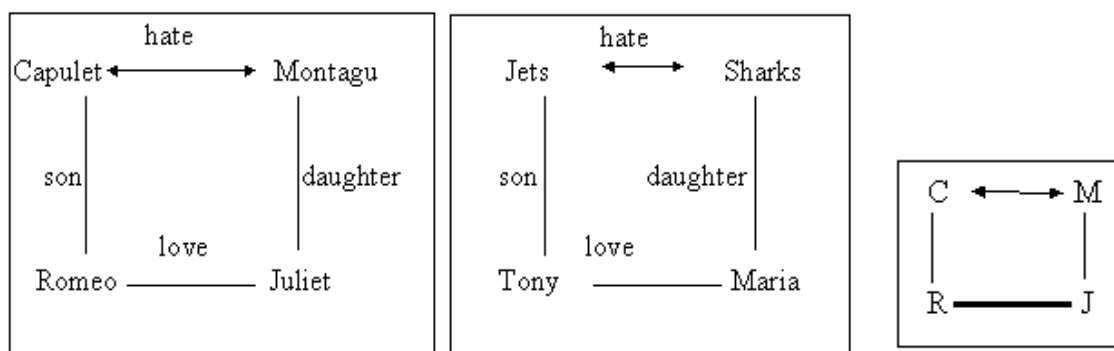 hate
Capulet Montagu
son daughter
love
Romeo Juliet
hate
Jets Sharks
son daughter
love
Tony Maria
C M
R J